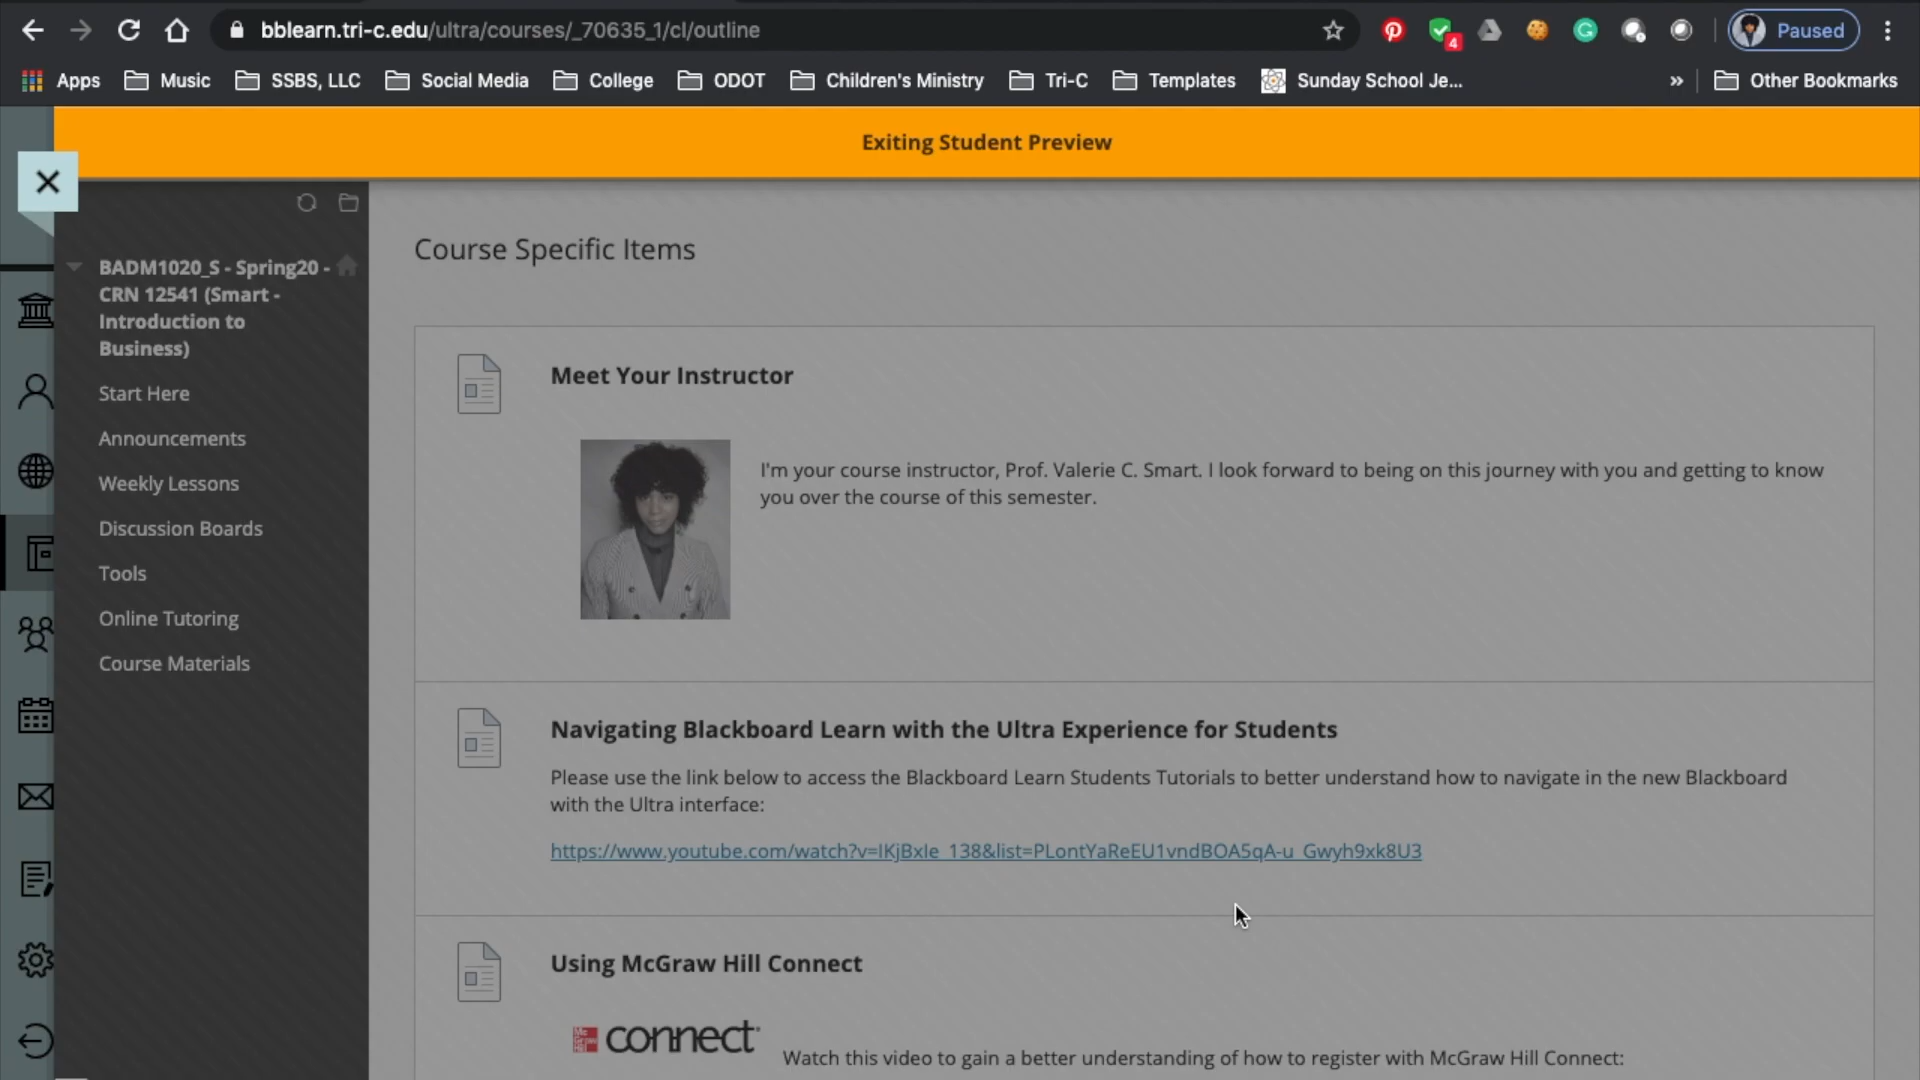 bblearn.tri-c.edu/ultra/courses/_70635_1/cl/outline
4
Paused
Apps Music SSBS, LLC Social Media College ODOT Children's Ministry Tri-C Templates Sunday School Je... » Other Bookmarks
Exiting Student Preview
BADM1020_S - Spring20 -
CRN 12541 (Smart -
Introduction to
Business)
Start Here
Announcements
Weekly Lessons
Discussion Boards
Tools
Online Tutoring
Course Materials
Course Specific Items
Meet Your Instructor
I'm your course instructor, Prof. Valerie C. Smart. I look forward to being on this journey with you and getting to know
you over the course of this semester.
Navigating Blackboard Learn with the Ultra Experience for Students
Please use the link below to access the Blackboard Learn Students Tutorials to better understand how to navigate in the new Blackboard
with the Ultra interface:
https://www.youtube.com/watch?v=IKjBxIe_138&list=PLontYaReEU1vndBOA5qA-u_Gwyh9xk8U3
Using McGraw Hill Connect
Mc Graw Hill connect
Watch this video to gain a better understanding of how to register with McGraw Hill Connect: